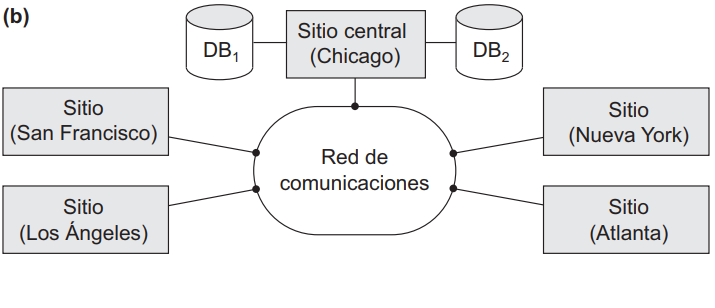 (b)
DB1
Sitio central
(Chicago)
DB2
Sitio
(San Francisco)
Sitio
(Nueva York)
Red de
comunicaciones
Sitio
(Los Ángeles)
Sitio
(Atlanta)